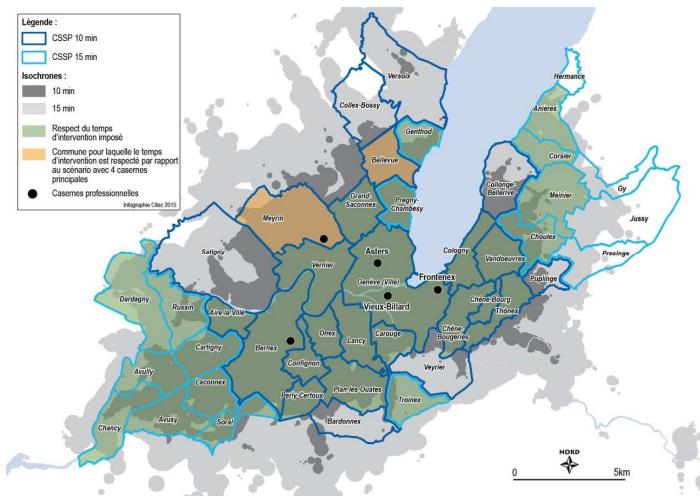 Légende :
CSSP 10 min
CSSP 15 min
Isochrones :
10 min
15 min
Respect du temps
d'intervention imposé
Commune pour laquelle le temps
d'intervention est respecté par rapport
au scénario avec 4 casernes
principales
Casernes professionnelles
Infographie Citec 2015
Versoix
Collex-Bossy
Hermance
Genthod
Anières
Bellevue
Corsier
Collonge-
Bellerive
Gy
Grand-
Saconnex
Pregny-
Chambésy
Meinier
Meyrin
Jussy
Choulex
Satigny
Asters
Cologny
Presinge
Vandoeuvres
Vernier
Frontenex
Puplinge
Genève (Ville)
Dardagny
Russin
Vieux-Billard
Chêne-Bourg
Aire-la-Ville
Thônex
Onex
Chêne-
Bougeries
Cartigny
Bernex
Lancy
Carouge
Confignon
Veyrier
Avully
Laconnex
Plan-les-Ouates
Perly-Certoux
Troinex
Chancy
Avusy
Soral
Bardonnex
NORD
0
5km